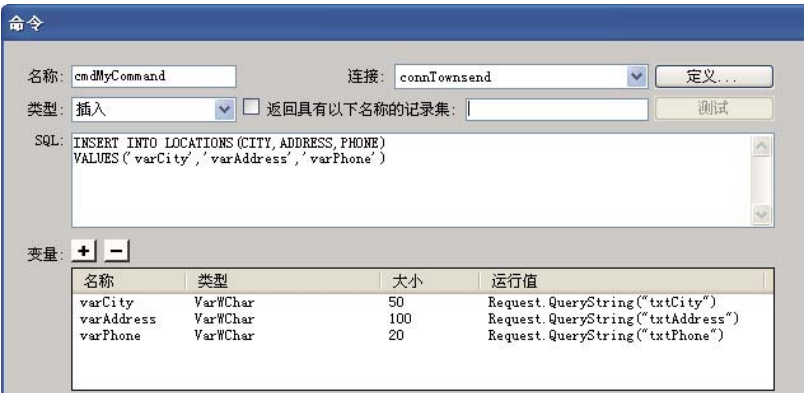 命令
名称: cmdMyCommand 连接: connTownsend 定义...
类型: 插入 返回具有以下名称的记录集: 测试
SQL: INSERT INTO LOCATIONS(CITY,ADDRESS,PHONE)
VALUES('varCity','varAddress','varPhone')
变量: + −
名称 类型 大小 运行值
varCity VarWChar 50 Request.QueryString("txtCity")
varAddress VarWChar 100 Request.QueryString("txtAddress")
varPhone VarWChar 20 Request.QueryString("txtPhone")